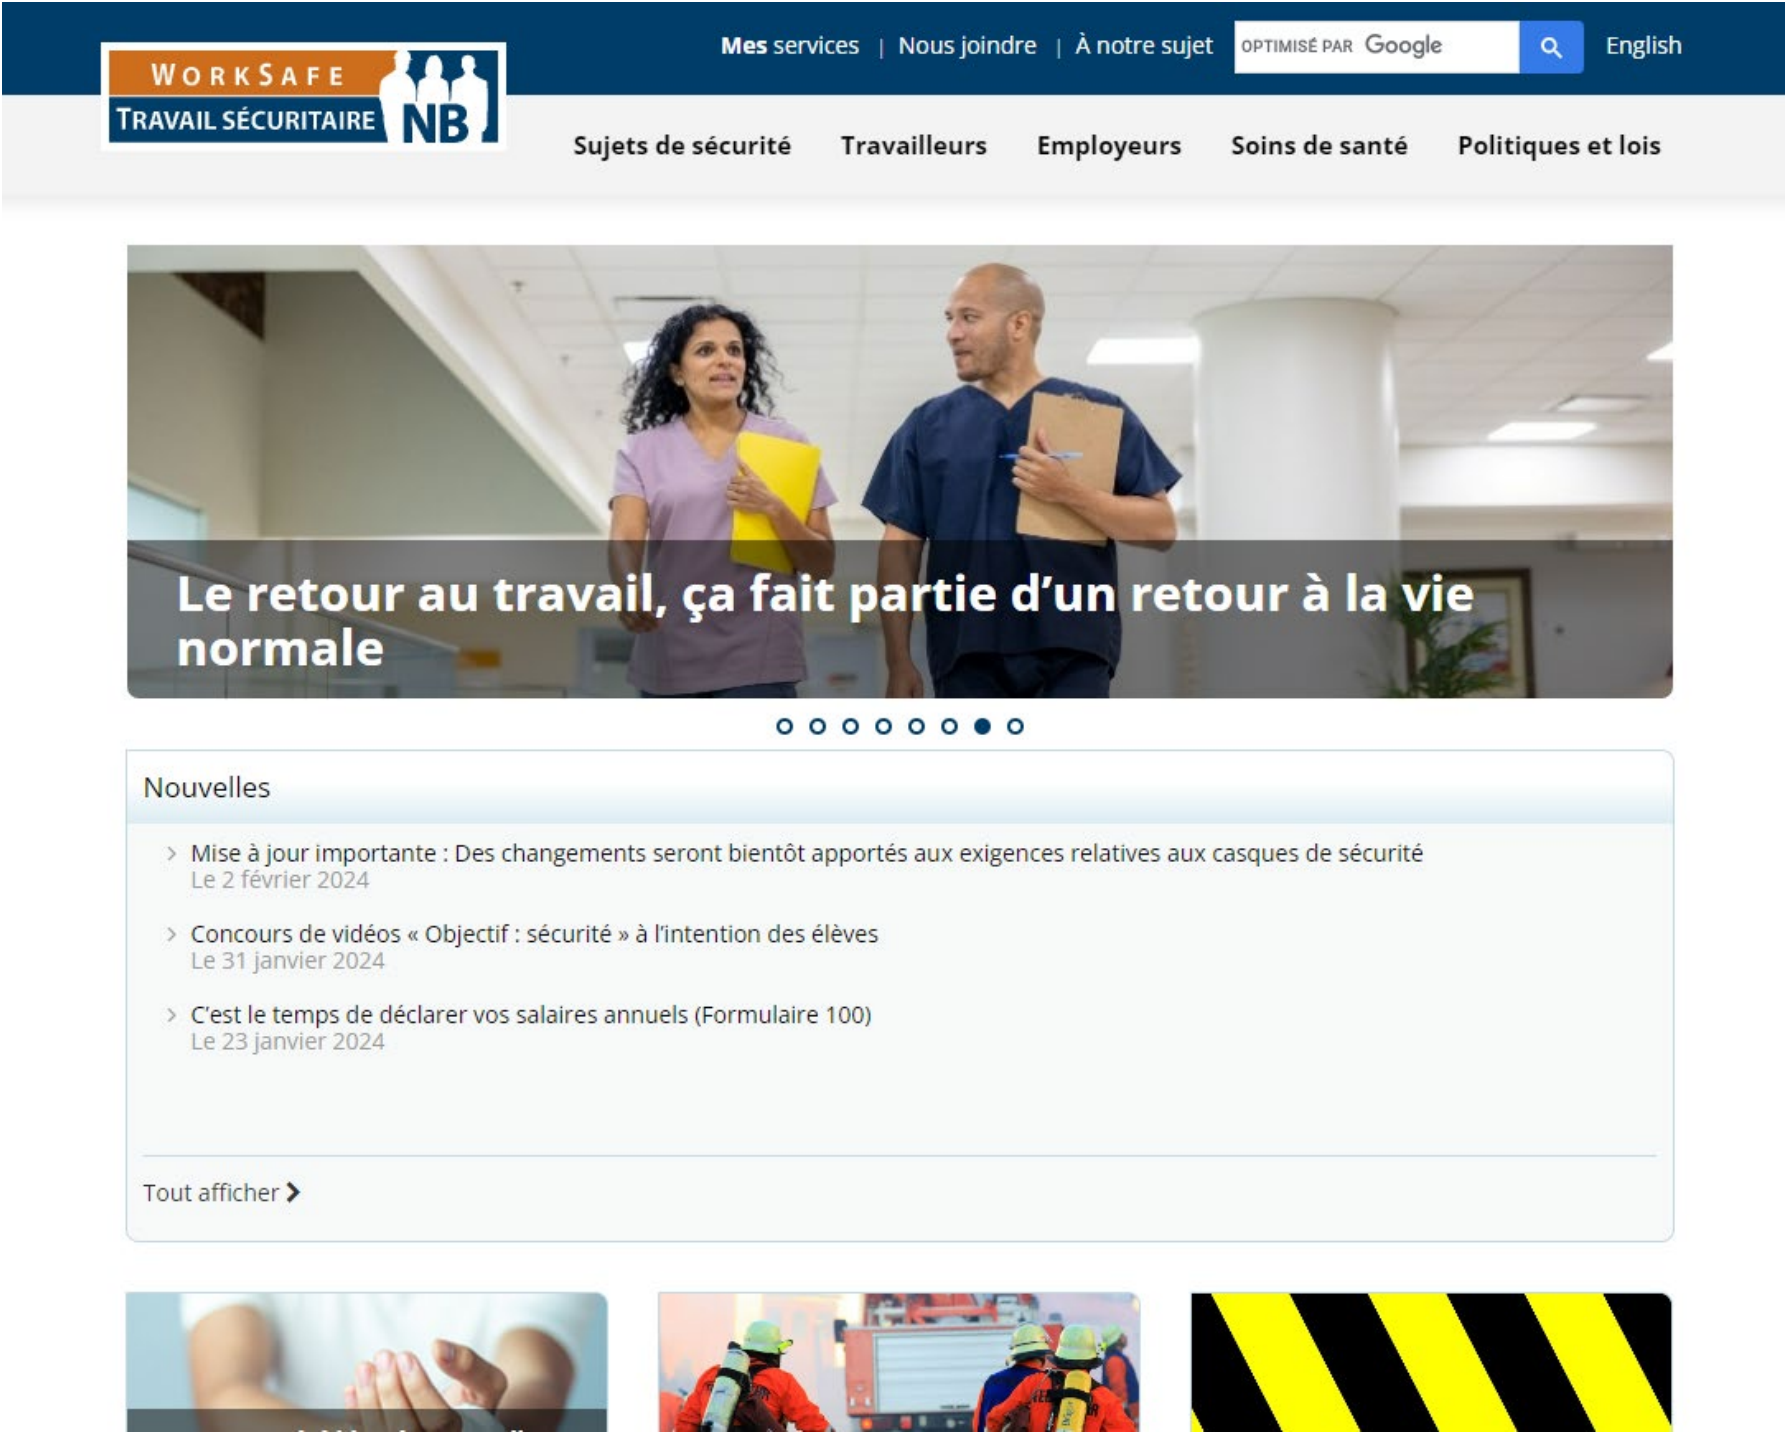 Mes services | Nous joindre | À notre sujet
OPTIMISÉ PAR Google
English
WORKSAFE
TRAVAIL SÉCURITAIRE NB
Sujets de sécurité Travailleurs Employeurs Soins de santé Politiques et lois
Le retour au travail, ça fait partie d’un retour à la vie
normale
Nouvelles
Mise à jour importante : Des changements seront bientôt apportés aux exigences relatives aux casques de sécurité
Le 2 février 2024
Concours de vidéos « Objectif : sécurité » à l’intention des élèves
Le 31 janvier 2024
C’est le temps de déclarer vos salaires annuels (Formulaire 100)
Le 23 janvier 2024
Tout afficher